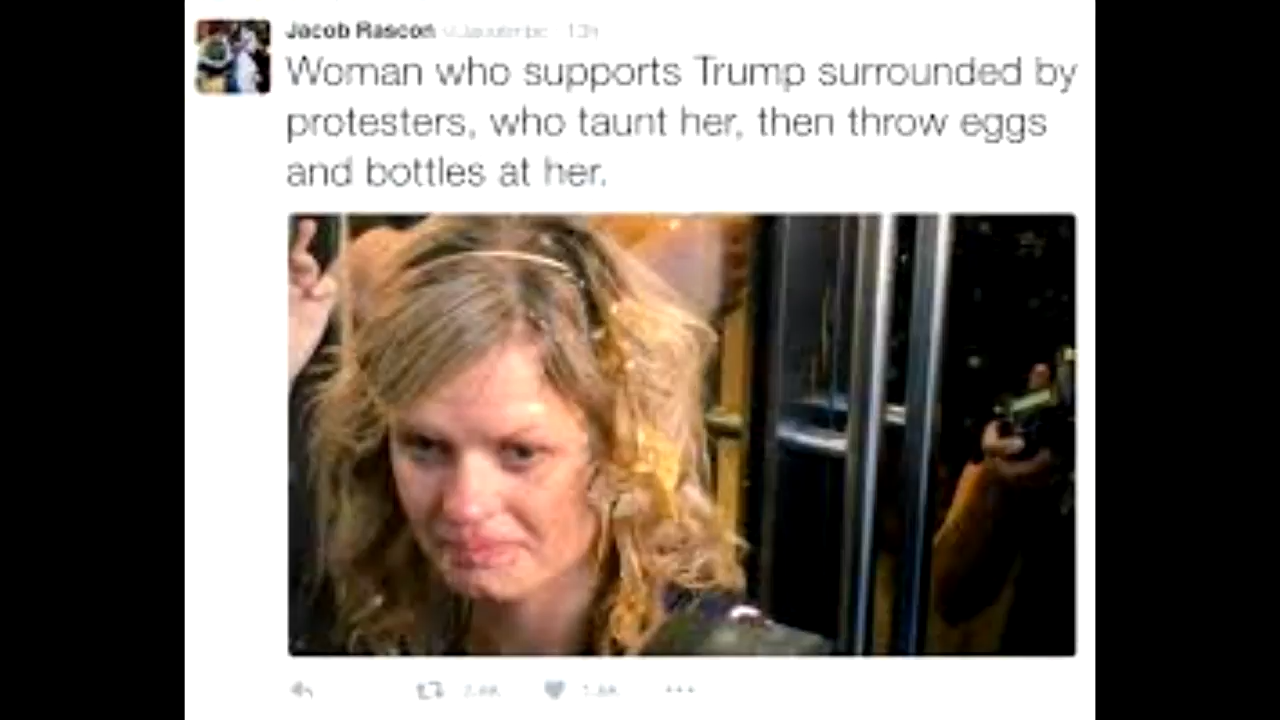 Jacob Rascon 13h
Woman who supports Trump surrounded by
protesters, who taunt her, then throw eggs
and bottles at her.